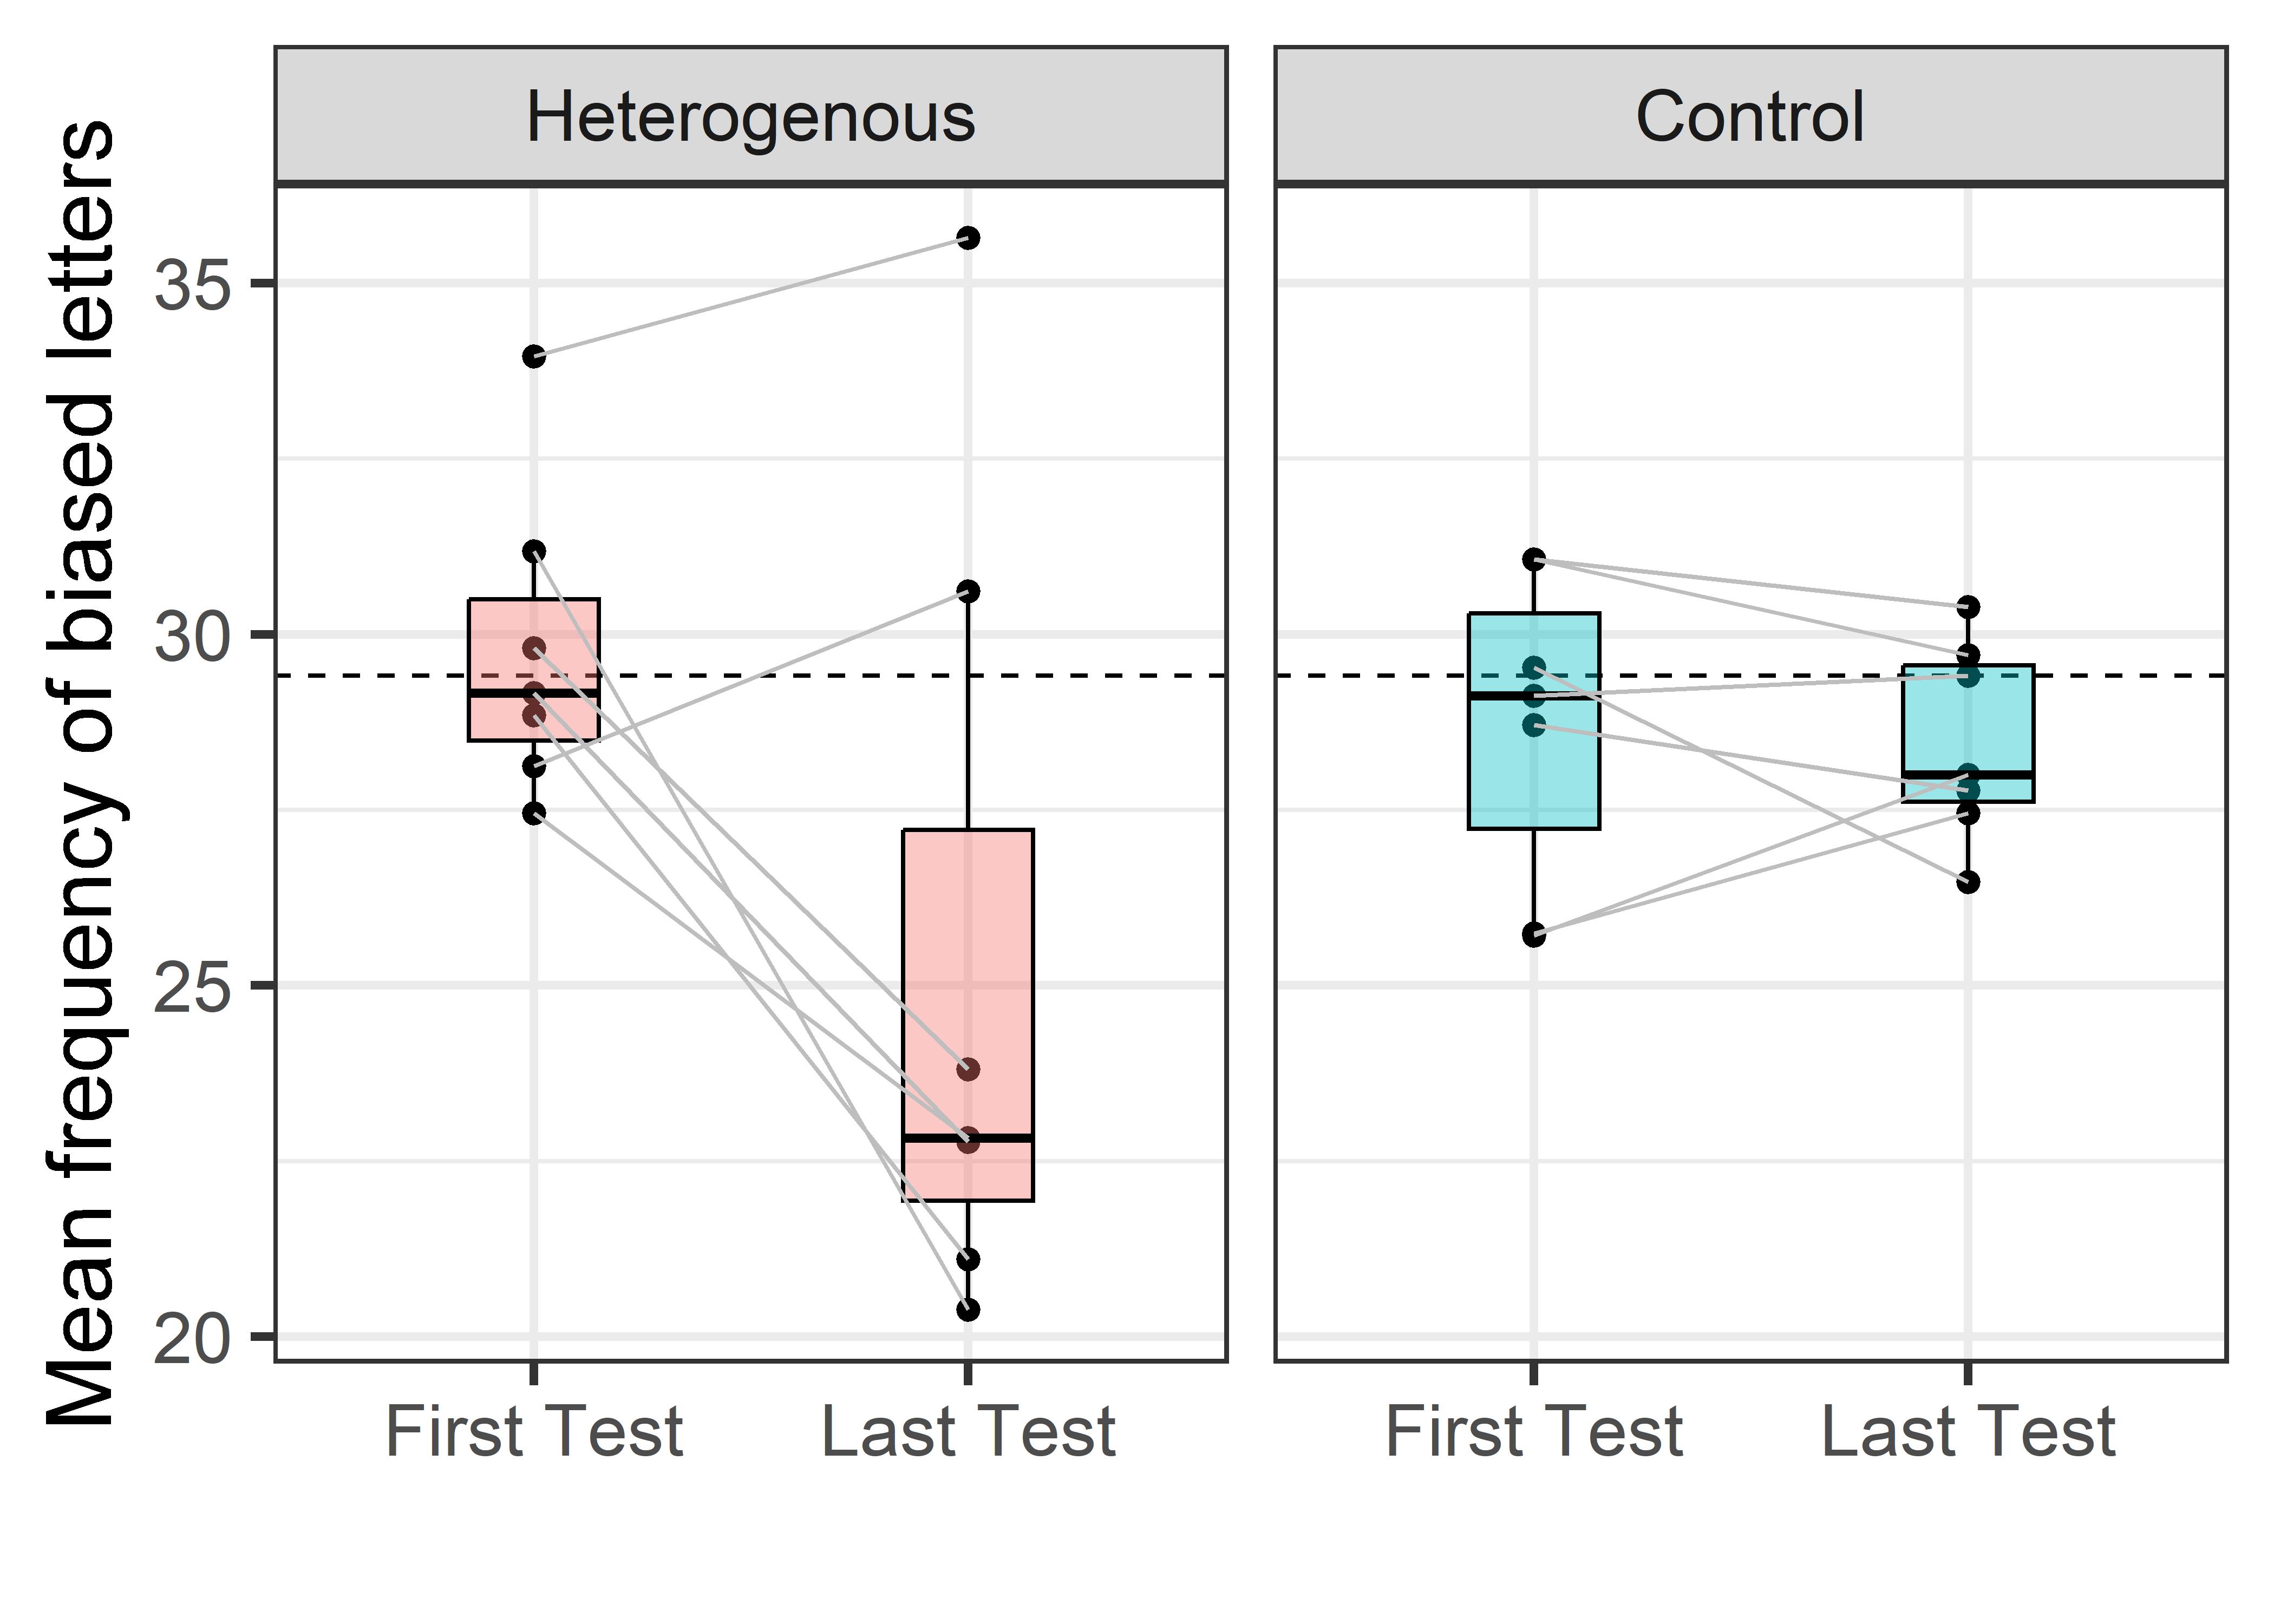 Heterogenous
Control
Mean frequency of biased letters
35
30
25
20
First Test
Last Test
First Test
Last Test